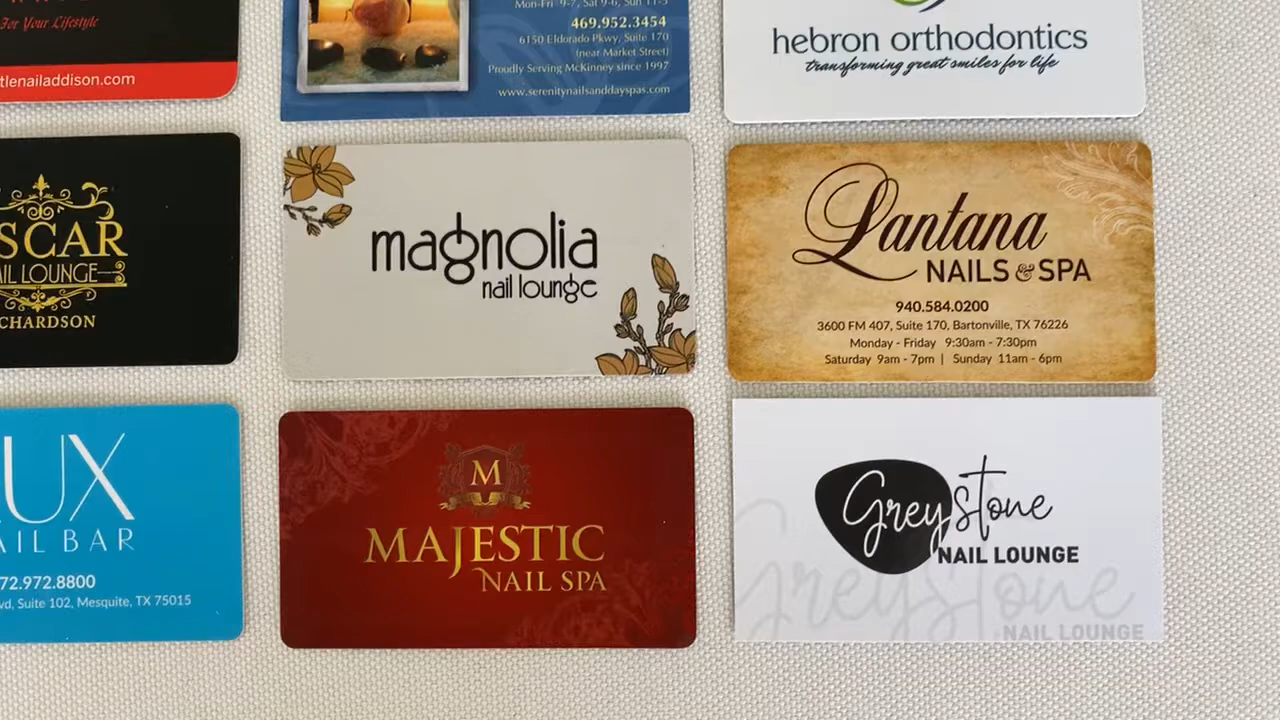 For Your Lifestyle
tlenailaddison.com
Mon-Fri 9-7, Sat 9-6, Sun 11-5
469.952.3454
6150 Eldorado Pkwy, Suite 170
(near Market Street)
Proudly Serving McKinney since 1997
www.serenitynailsanddayspas.com
hebron orthodontics
transforming great smiles for life
SCAR
AIL LOUNGE
CHARDSON
magnolia
nail lounge
Lantana
NAILS & SPA
940.584.0200
3600 FM 407, Suite 170, Bartonville, TX 76226
Monday - Friday 9:30am - 7:30pm
Saturday 9am - 7pm | Sunday 11am - 6pm
UX
AIL BAR
72.972.8800
vd, Suite 102, Mesquite, TX 75015
M
MAJESTIC
NAIL SPA
Greystone
NAIL LOUNGE
Greystone
NAIL LOUNGE